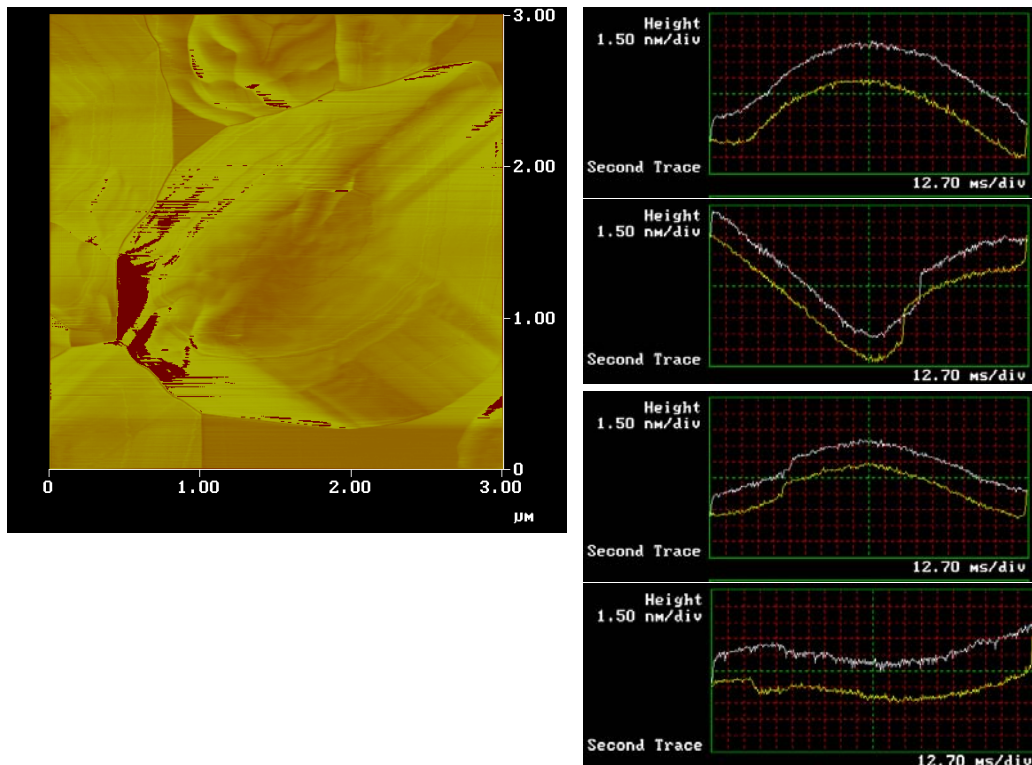 3.00
2.00
1.00
0
0
1.00
2.00
3.00
μM
Height
1.50 nM/div
Second Trace
12.70 Ms/div
Height
1.50 nM/div
Second Trace
12.70 Ms/div
Height
1.50 nM/div
Second Trace
12.70 Ms/div
Height
1.50 nM/div
Second Trace
12.70 Ms/div